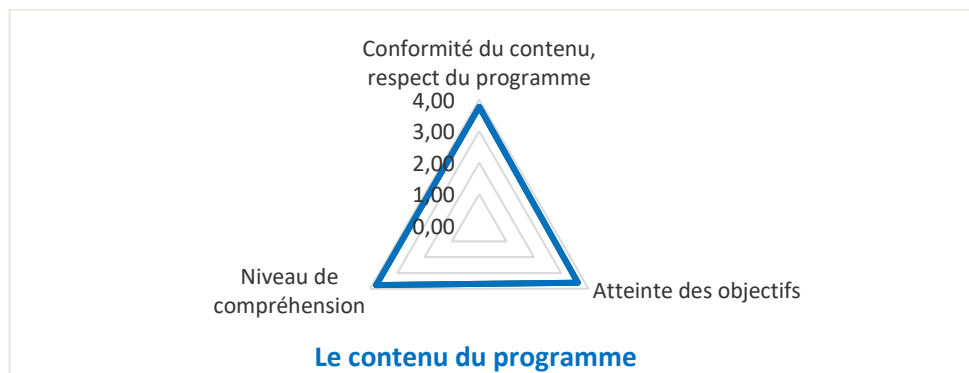 Conformité du contenu,
respect du programme
4,00
3,00
2,00
1,00
0,00
Niveau de
compréhension
Atteinte des objectifs
Le contenu du programme